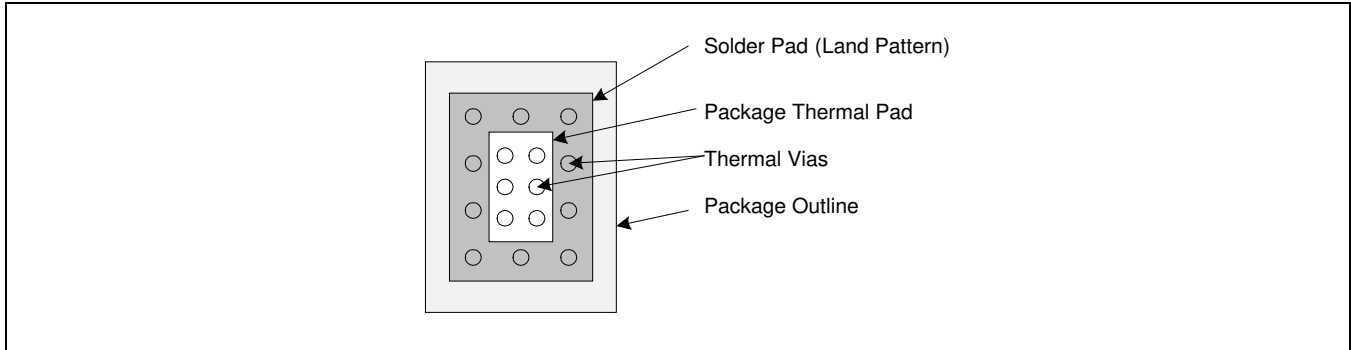 Solder Pad (Land Pattern)
Package Thermal Pad
Thermal Vias
Package Outline